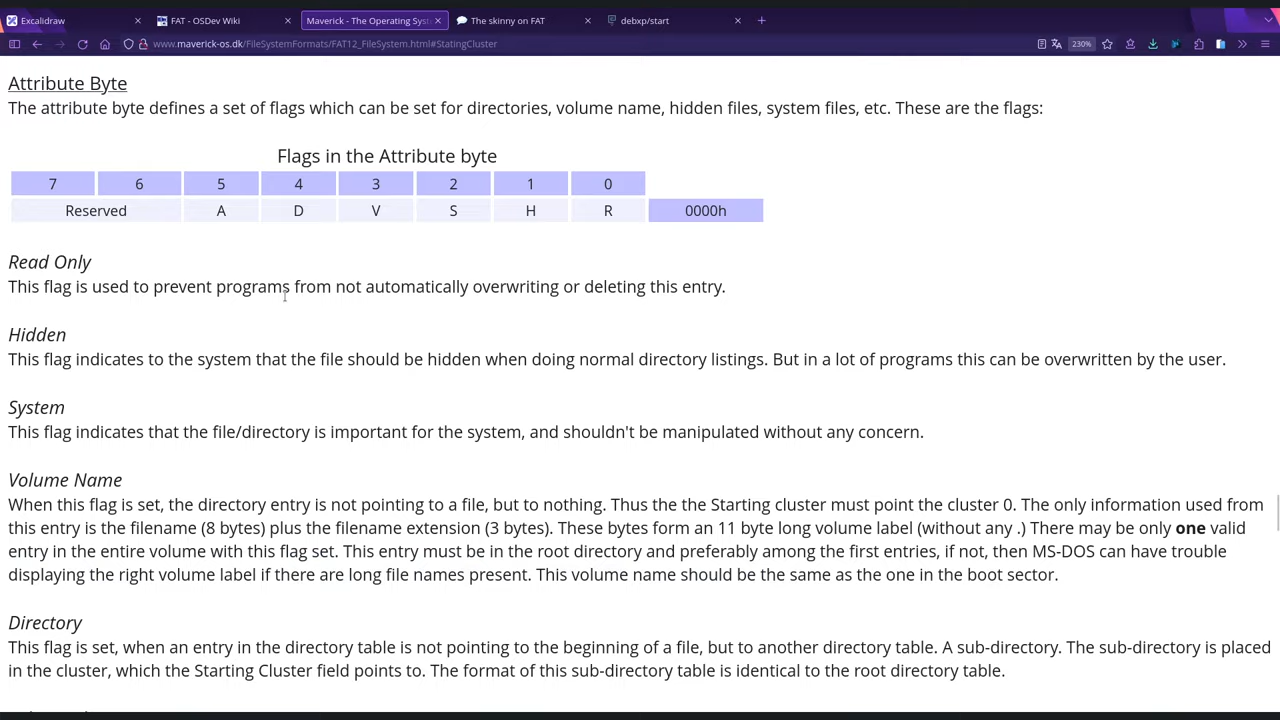 Excalidraw
FAT - OSDev Wiki
Maverick - The Operating Syst
The skinny on FAT
debxp/start
www.maverick-os.dk/FileSystemFormats/FAT12_FileSystem.html#StatingCluster
230%
Attribute Byte
The attribute byte defines a set of flags which can be set for directories, volume name, hidden files, system files, etc. These are the flags:
Flags in the Attribute byte
7 6 5 4 3 2 1 0
Reserved A D V S H R 0000h
Read Only
This flag is used to prevent programs from not automatically overwriting or deleting this entry.
Hidden
This flag indicates to the system that the file should be hidden when doing normal directory listings. But in a lot of programs this can be overwritten by the user.
System
This flag indicates that the file/directory is important for the system, and shouldn't be manipulated without any concern.
Volume Name
When this flag is set, the directory entry is not pointing to a file, but to nothing. Thus the the Starting cluster must point the cluster 0. The only information used from
this entry is the filename (8 bytes) plus the filename extension (3 bytes). These bytes form an 11 byte long volume label (without any .) There may be only one valid
entry in the entire volume with this flag set. This entry must be in the root directory and preferably among the first entries, if not, then MS-DOS can have trouble
displaying the right volume label if there are long file names present. This volume name should be the same as the one in the boot sector.
Directory
This flag is set, when an entry in the directory table is not pointing to the beginning of a file, but to another directory table. A sub-directory. The sub-directory is placed
in the cluster, which the Starting Cluster field points to. The format of this sub-directory table is identical to the root directory table.